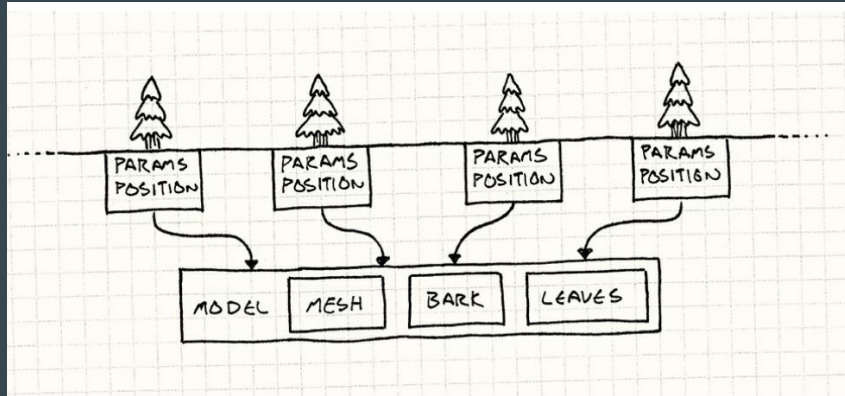 PARAMS
POSITION
PARAMS
POSITION
PARAMS
POSITION
PARAMS
POSITION
MODEL
MESH
BARK
LEAVES